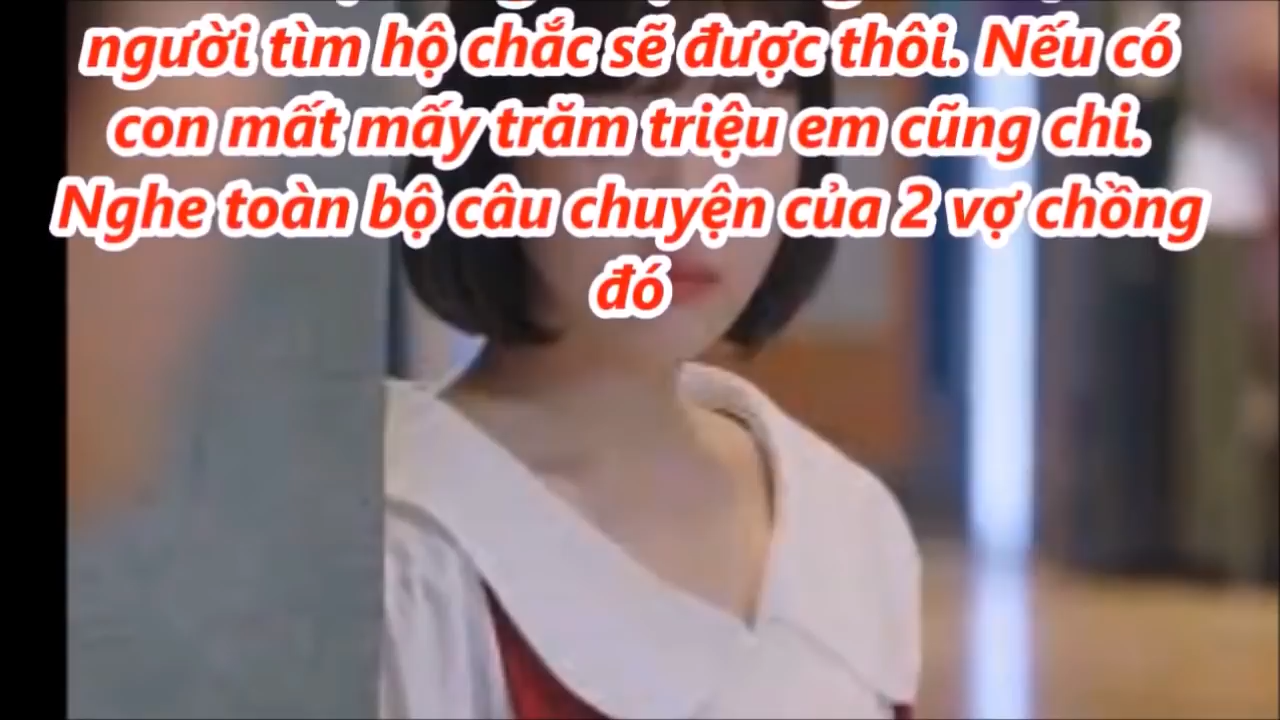 người tìm hộ chắc sẽ được thôi. Nếu có
con mất mấy trăm triệu em cũng chi.
Nghe toàn bộ câu chuyện của 2 vợ chồng
đó